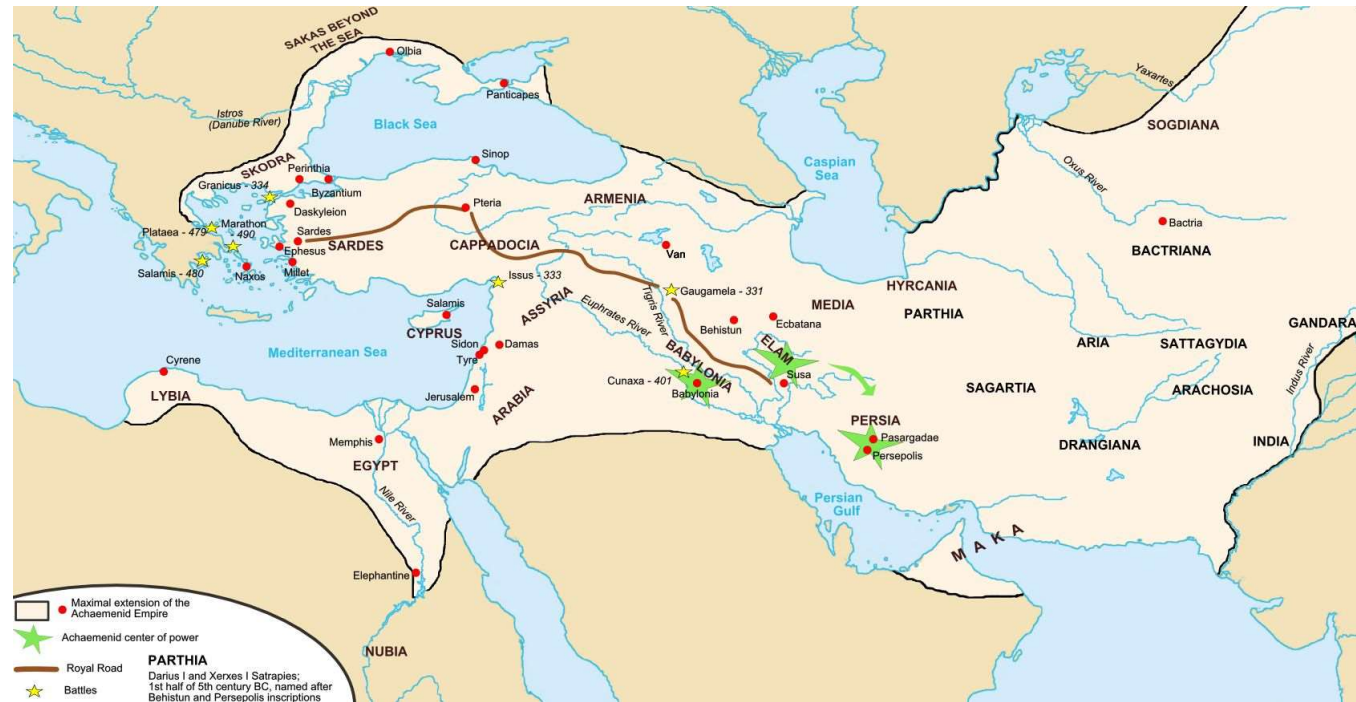 SAKAS BEYOND
THE SEA
Olbia
Panticapes
Istros
(Danube River)
Black Sea
Yaxartes
SOGDIANA
Caspian
Sea
Oxus River
SKODRA
Perinthia
Sinop
Granicus - 334
Byzantium
ARMENIA
Pteria
Daskyleion
Bactria
Marathon
490
Plataea - 479
Sardes
SARDES
CAPPADOCIA
Van
BACTRIANA
Ephesus
Salamis - 480
Millet
Naxos
Issus - 333
Gaugamela - 331
HYRCANIA
MEDIA
PARTHIA
Tigris River
ASSYRIA
Euphrates River
Salamis
CYPRUS
Behistun
Ecbatana
GANDARA
ARIA
SATTAGYDIA
Mediterranean Sea
Sidon
Damas
Tyre
BABYLONIA
ELAM
Indus River
Cyrene
Cunaxa - 401
Susa
Babylonia
SAGARTIA
ARACHOSIA
LYBIA
Jerusalem
ARABIA
PERSIA
Memphis
Pasargadae
DRANGIANA
INDIA
Persepolis
EGYPT
Nile River
Persian
Gulf
MAKA
Elephantine
NUBIA
Maximal extension of the
Achaemenid Empire
Achaemenid center of power
Royal Road
Battles
PARTHIA
Darius I and Xerxes I Satrapies;
1st half of 5th century BC, named after
Behistun and Persepolis inscriptions